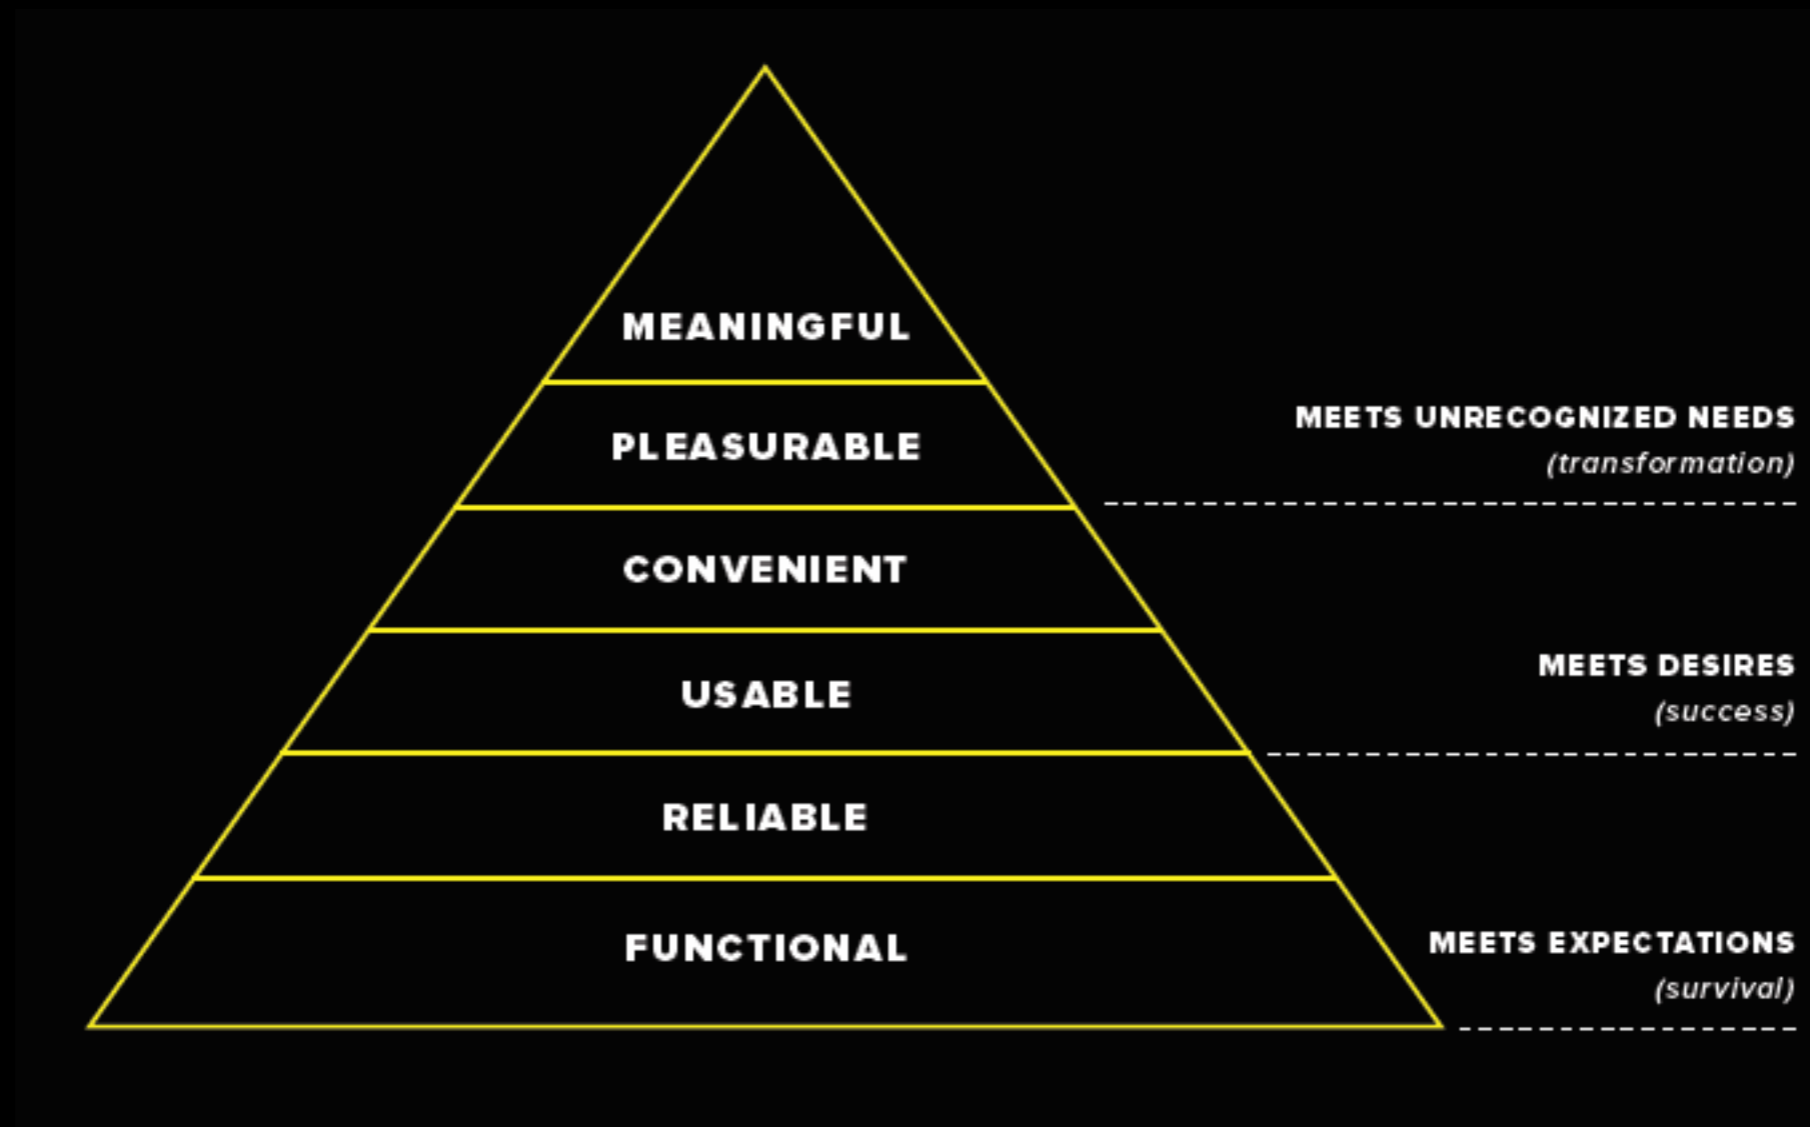 MEANINGFUL
PLEASURABLE
MEETS UNRECOGNIZED NEEDS
(transformation)
CONVENIENT
USABLE
MEETS DESIRES
(success)
RELIABLE
FUNCTIONAL
MEETS EXPECTATIONS
(survival)